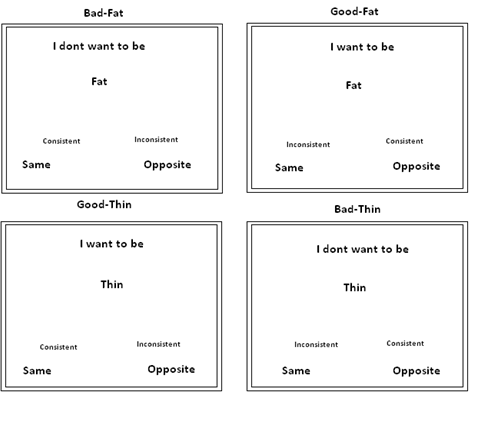 Bad-Fat
I dont want to be
Fat
Consistent Inconsistent
Same Opposite
Good-Fat
I want to be
Fat
Inconsistent Consistent
Same Opposite
Good-Thin
I want to be
Thin
Consistent Inconsistent
Same Opposite
Bad-Thin
I dont want to be
Thin
Inconsistent Consistent
Same Opposite